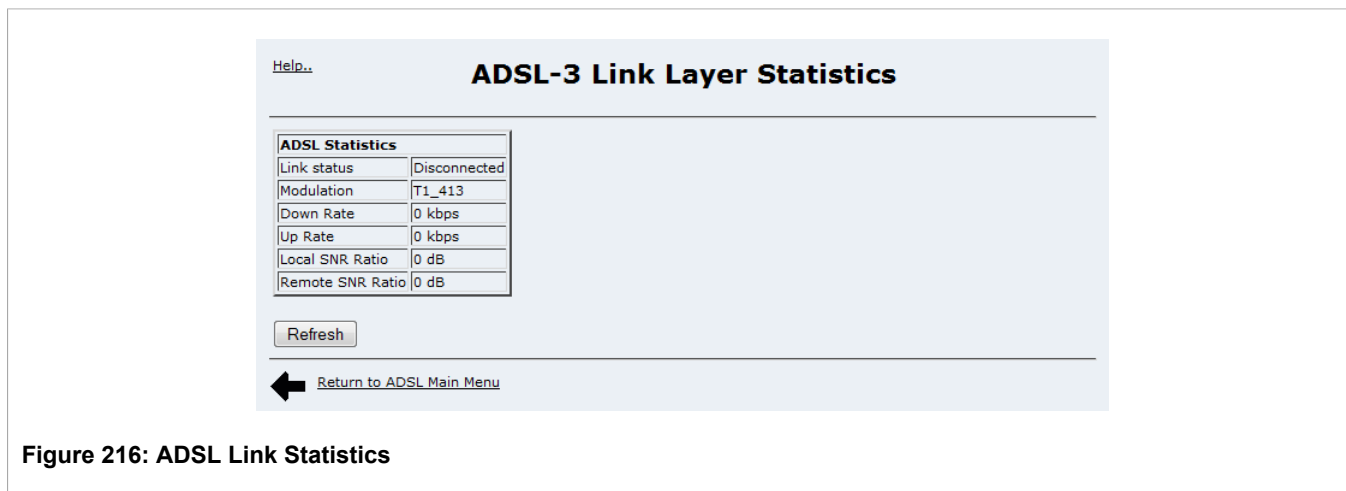 Help..
ADSL-3 Link Layer Statistics
ADSL Statistics
Link status Disconnected
Modulation T1_413
Down Rate 0 kbps
Up Rate 0 kbps
Local SNR Ratio 0 dB
Remote SNR Ratio 0 dB
Refresh
Return to ADSL Main Menu
Figure 216: ADSL Link Statistics